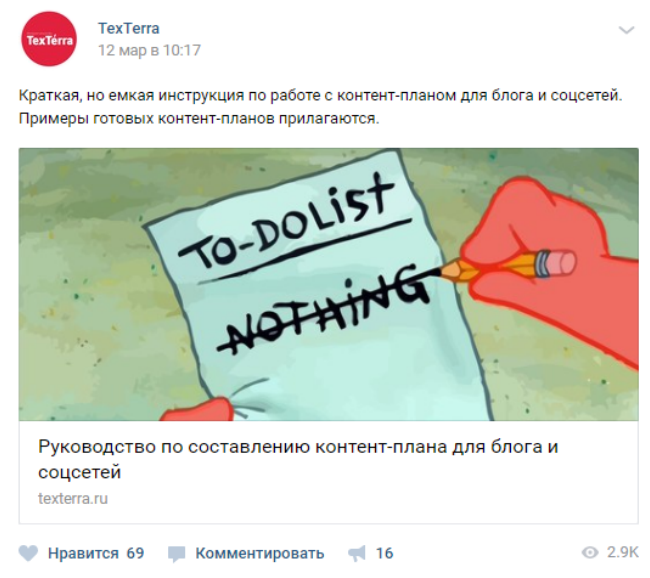 TexTerra
TexTerra
12 мар в 10:17
Краткая, но емкая инструкция по работе с контент-планом для блога и соцсетей.
Примеры готовых контент-планов прилагаются.
TO-DO LiST
NOTHiNG
Руководство по составлению контент-плана для блога и
соцсетей
texterra.ru
Нравится 69 Комментировать 16 2.9K